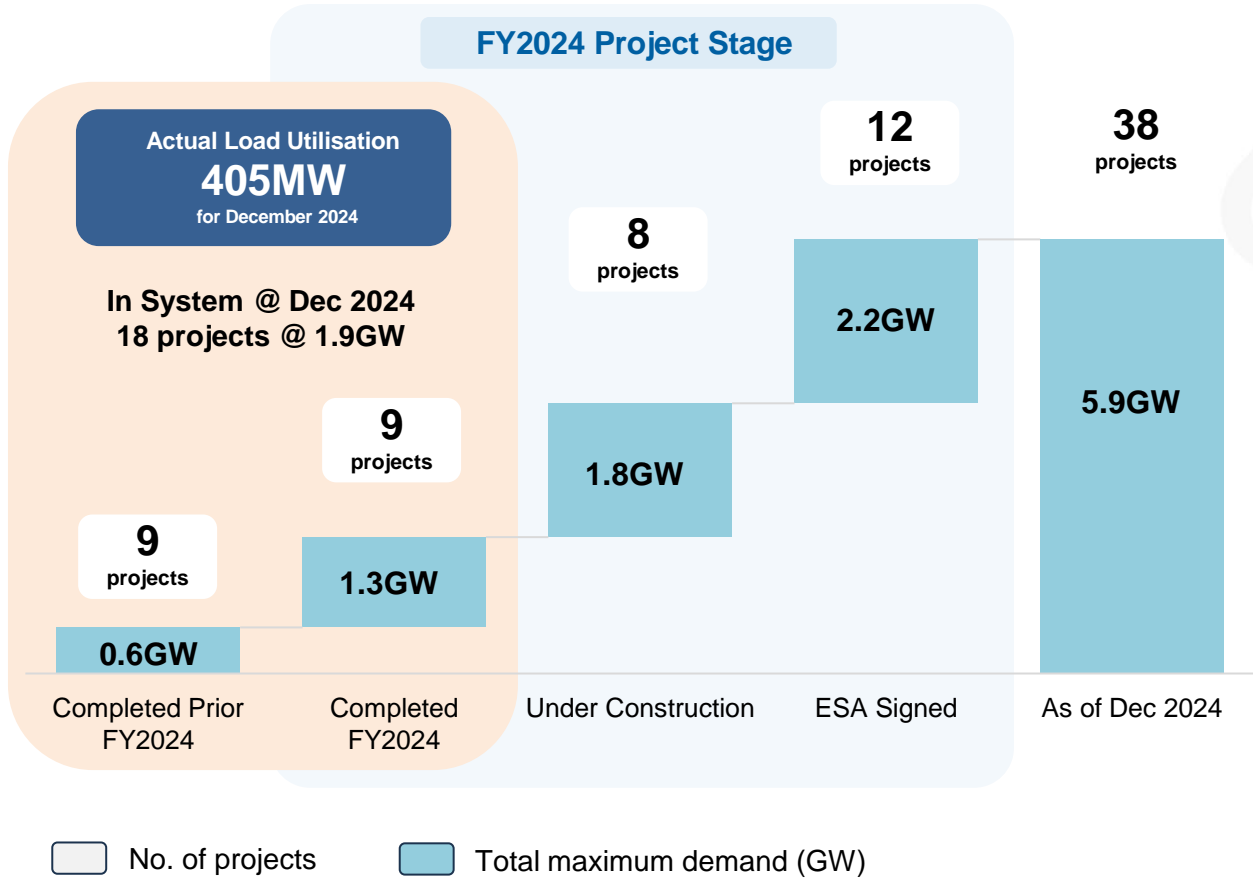 FY2024 Project Stage
Actual Load Utilisation
405MW
for December 2024
In System @ Dec 2024
18 projects @ 1.9GW
9
projects
9
projects
8
projects
12
projects
38
projects
0.6GW
1.3GW
1.8GW
2.2GW
5.9GW
Completed Prior
FY2024
Completed
FY2024
Under Construction
ESA Signed
As of Dec 2024
No. of projects
Total maximum demand (GW)